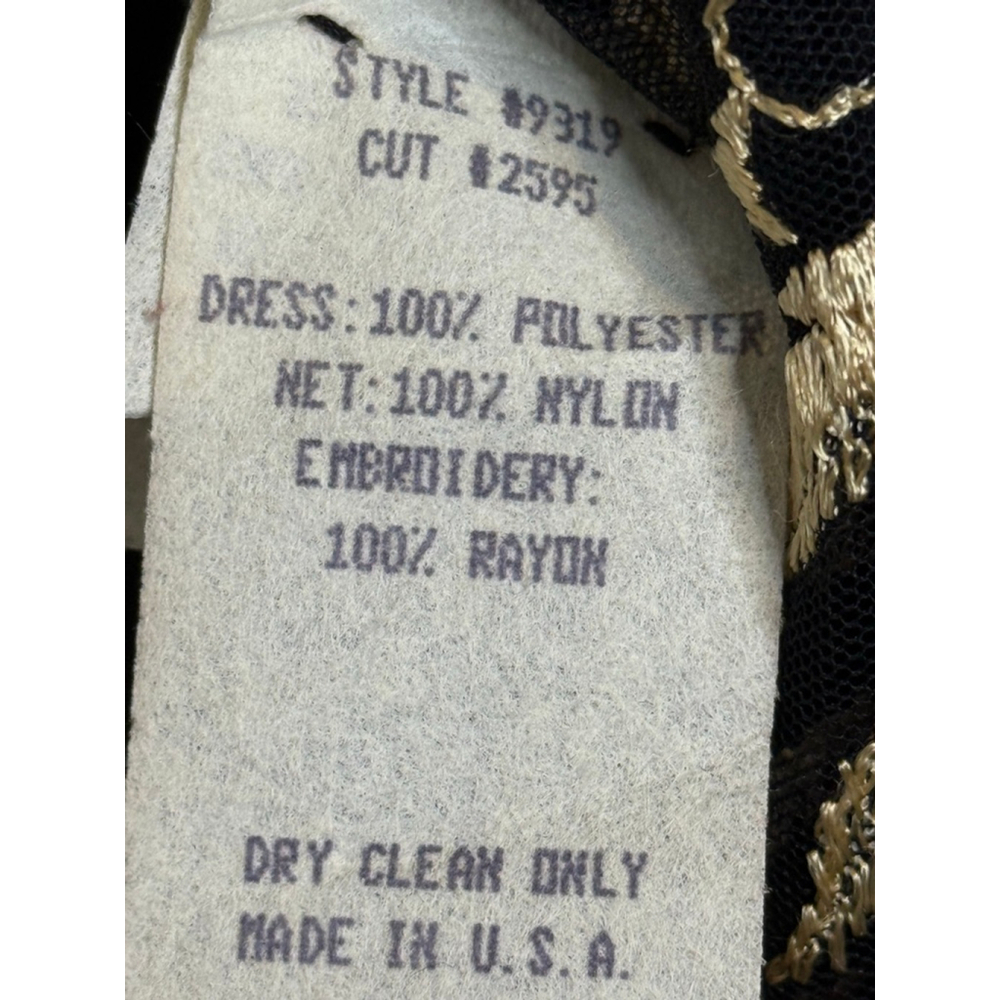 STYLE #9319
CUT #2595
DRESS: 100% POLYESTER
NET: 100% NYLON
EMBROIDERY:
100% RAYON
DRY CLEAN ONLY
MADE IN U.S.A.